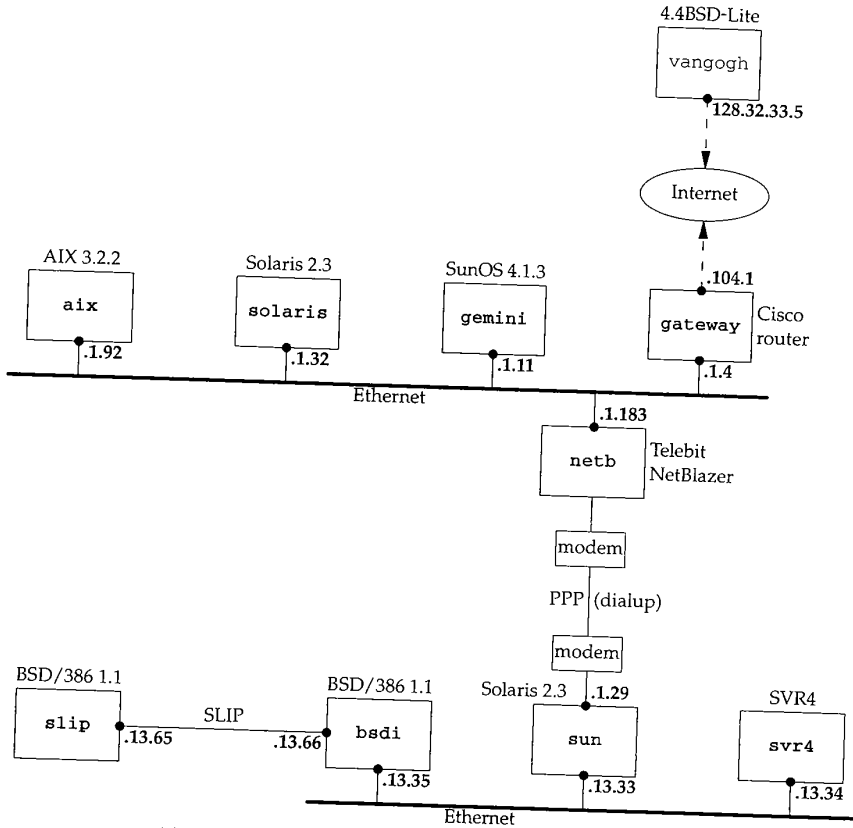 4.4BSD-Lite
vangogh
128.32.33.5
Internet
AIX 3.2.2
Solaris 2.3
SunOS 4.1.3
.104.1
aix
solaris
gemini
gateway
Cisco
router
.1.92
.1.32
.1.11
.1.4
Ethernet
.1.183
netb
Telebit
NetBlazer
modem
PPP (dialup)
modem
BSD/386 1.1
BSD/386 1.1
Solaris 2.3
.1.29
SVR4
slip
SLIP
bsdi
sun
svr4
.13.65
.13.66
.13.35
.13.33
.13.34
Ethernet